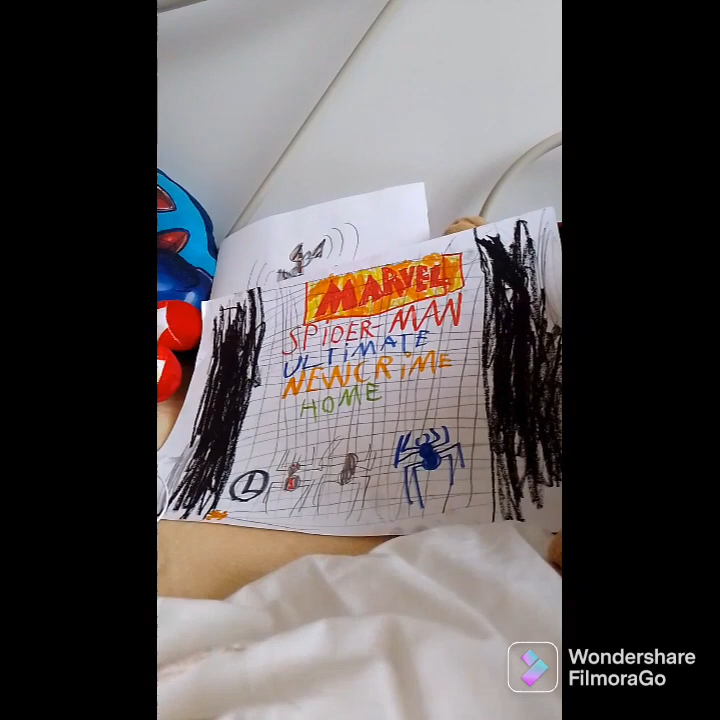 MARVEL
SPIDER-MAN
ULTiMATE
NEWCRiME
HOME
L
Wondershare
FilmoraGo